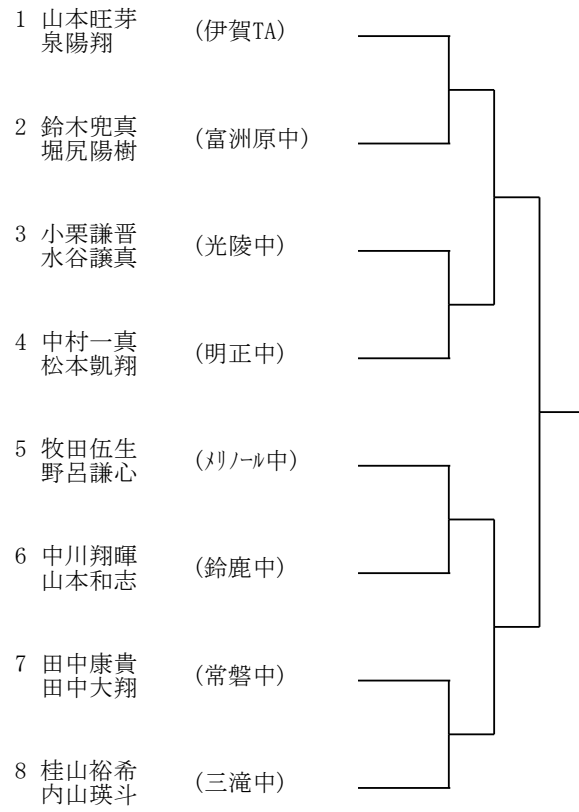 1 山本旺芽 (伊賀TA)
泉陽翔
2 鈴木兜真 (富洲原中)
堀尻陽樹
3 小栗謙晋 (光陵中)
水谷譲真
4 中村一真 (明正中)
松本凱翔
5 牧田伍生 (ﾒﾘﾉｰﾙ中)
野呂謙心
6 中川翔暉 (鈴鹿中)
山本和志
7 田中康貴 (常磐中)
田中大翔
8 桂山裕希 (三滝中)
内山瑛斗